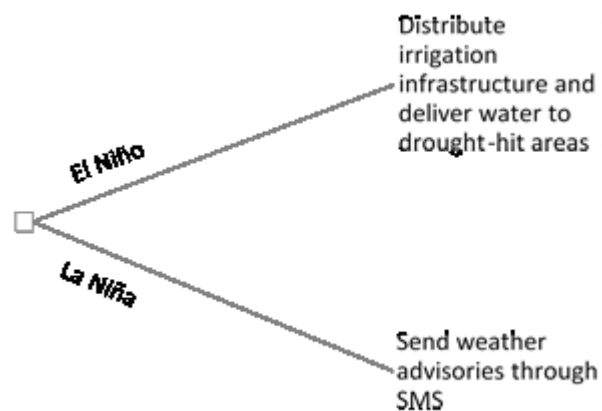 Distribute
irrigation
infrastructure and
deliver water to
drought-hit areas
El Niño
La Niña
Send weather
advisories through
SMS